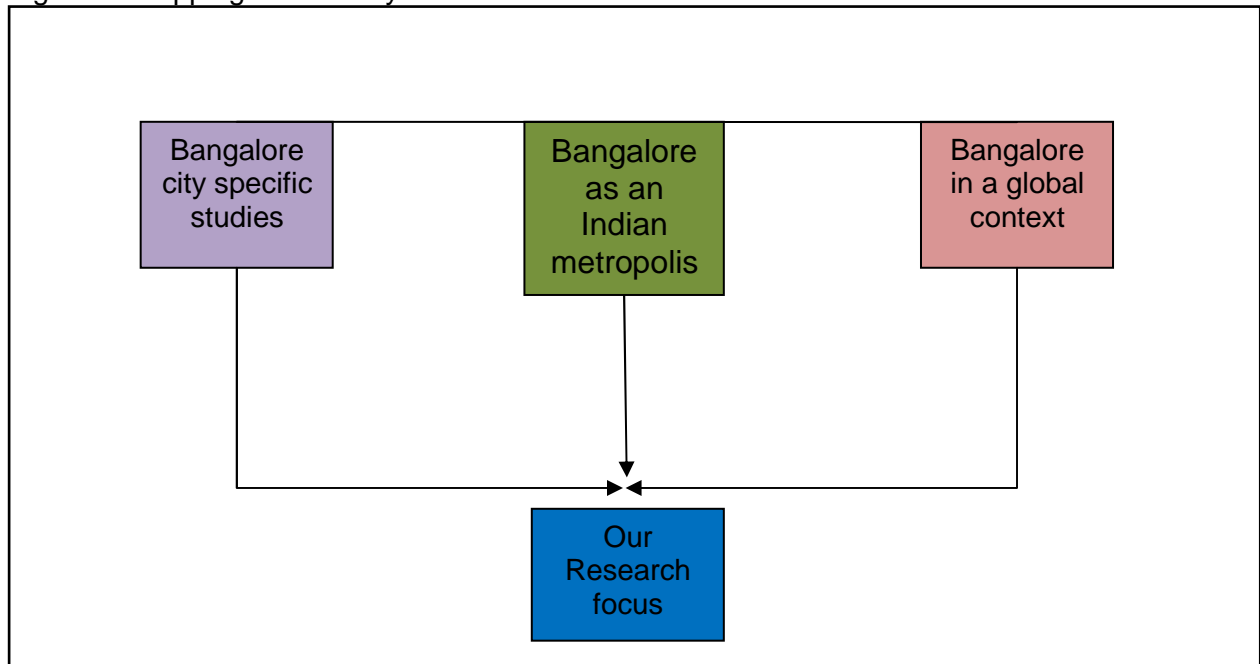 Bangalore
city specific
studies
Bangalore
as an
Indian
metropolis
Bangalore
in a global
context
Our
Research
focus